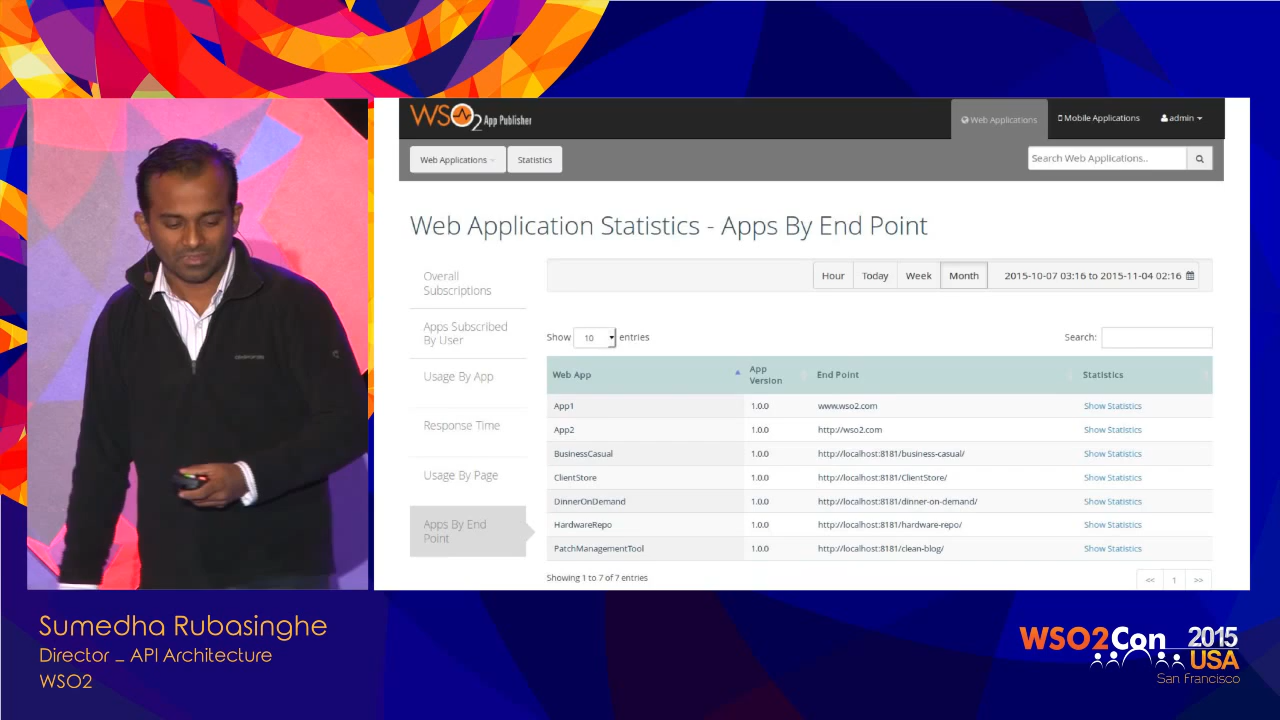 WSO2 App Publisher
Web Applications
Mobile Applications
admin
Web Applications
Statistics
Search Web Applications..
Web Application Statistics - Apps By End Point
Overall
Subscriptions
Apps Subscribed
By User
Usage By App
Response Time
Usage By Page
Apps By End
Point
Hour Today Week Month 2015-10-07 03:16 to 2015-11-04 02:16
Show 10 entries
Search:
Web App App Version End Point Statistics
App1 1.0.0 www.wso2.com Show Statistics
App2 1.0.0 http://wso2.com Show Statistics
BusinessCasual 1.0.0 http://localhost:8181/business-casual/ Show Statistics
ClientStore 1.0.0 http://localhost:8181/ClientStore/ Show Statistics
DinnerOnDemand 1.0.0 http://localhost:8181/dinner-on-demand/ Show Statistics
HardwareRepo 1.0.0 http://localhost:8181/hardware-repo/ Show Statistics
PatchManagementTool 1.0.0 http://localhost:8181/clean-blog/ Show Statistics
Showing 1 to 7 of 7 entries
<< 1 >>
Sumedha Rubasinghe
Director _ API Architecture
WSO2
WSO2Con 2015
USA
San Francisco